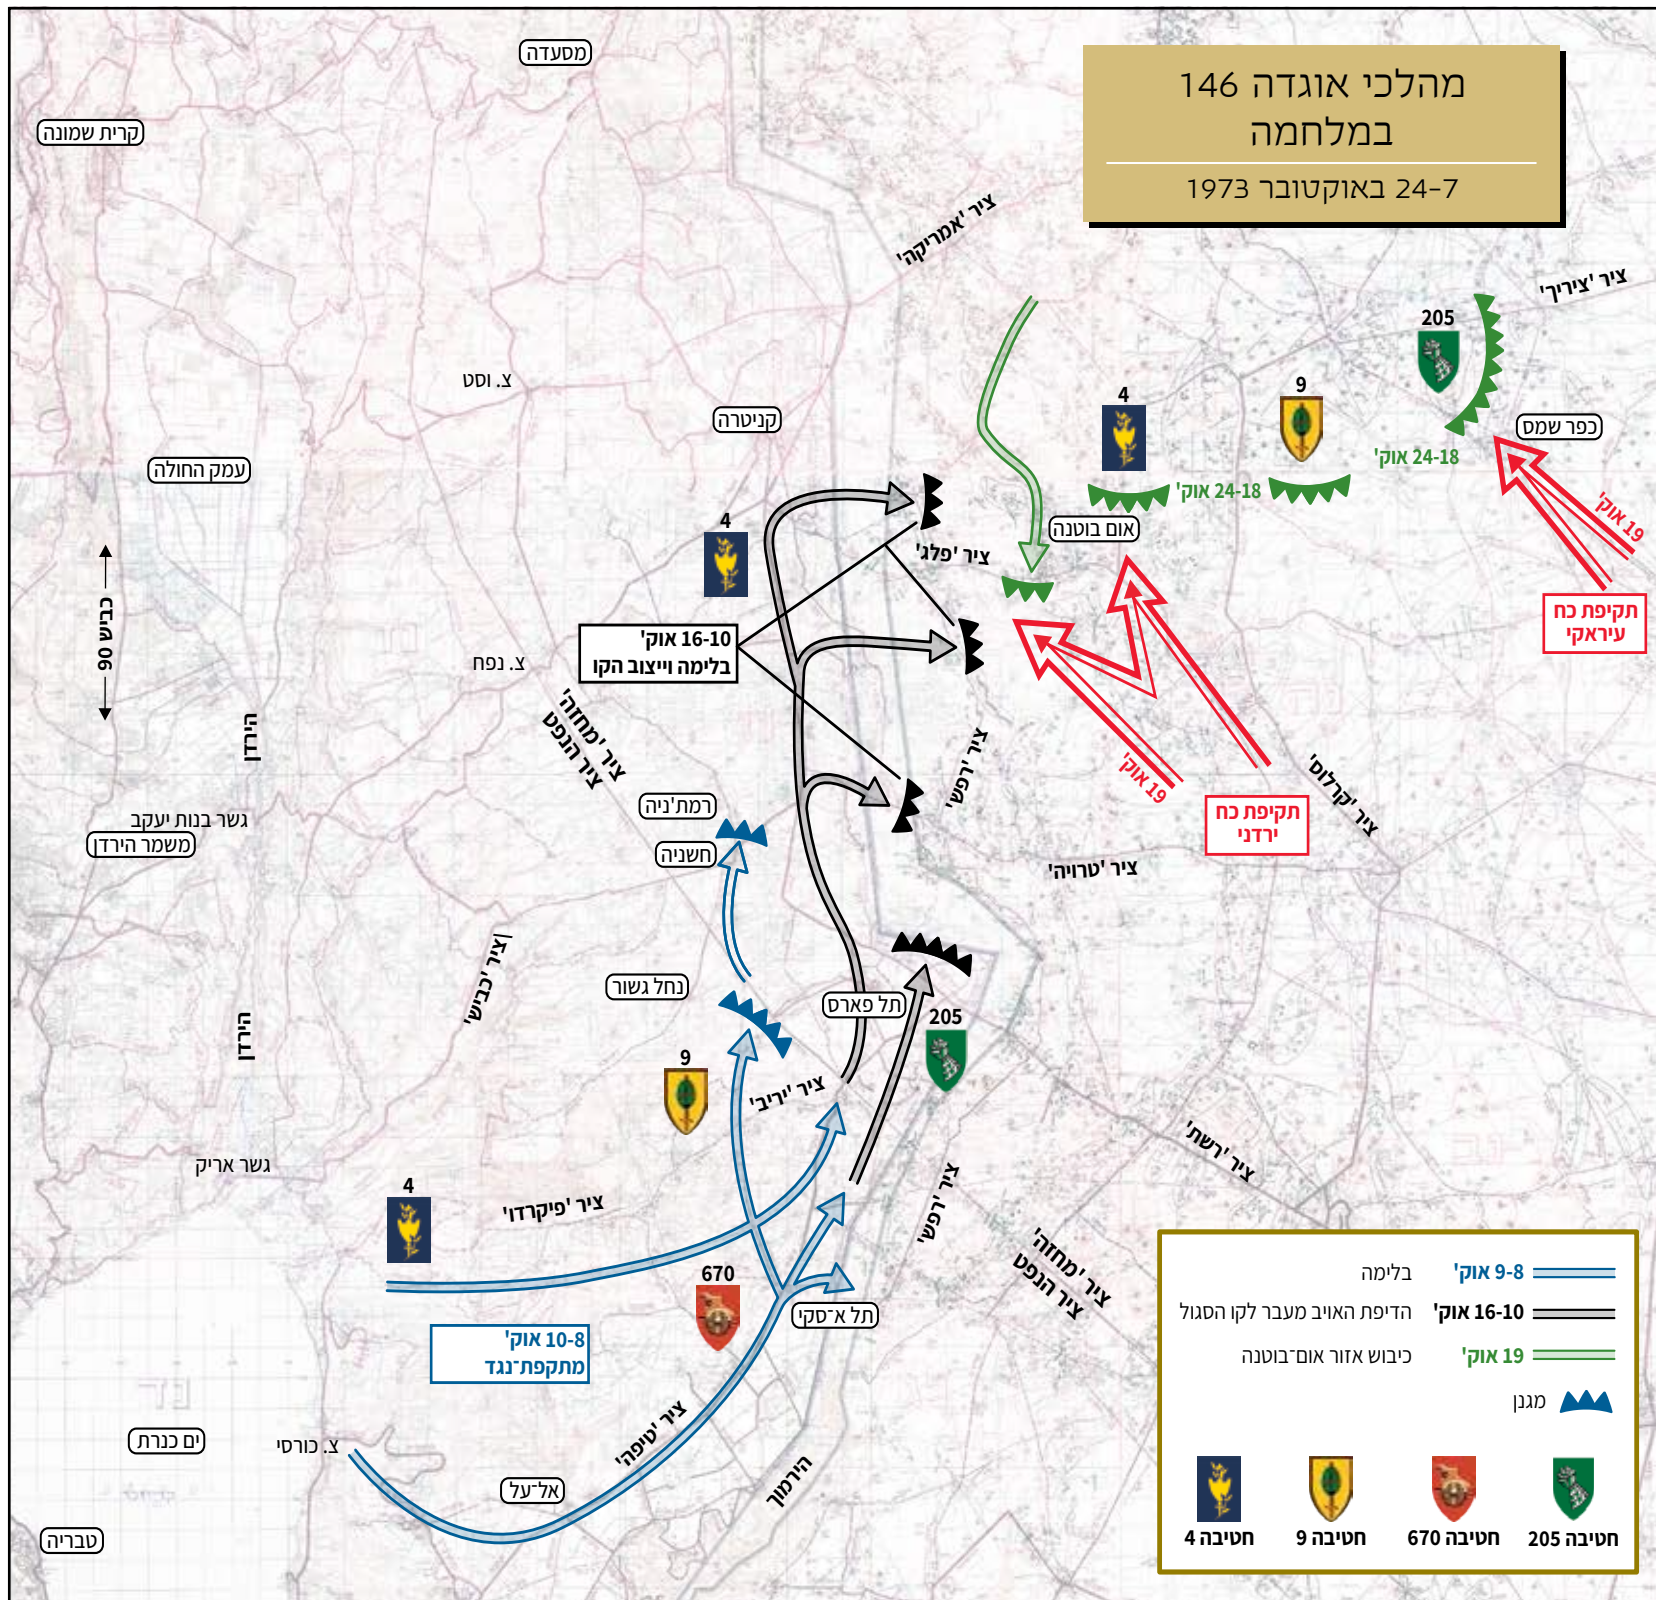 מהלכי אוגדה 146
במלחמה
24-7 באוקטובר 1973
מסעדה
קרית שמונה
ציר 'אמריקה'
ציר 'ציריך'
205
9
4
צ. וסט
קניטרה
כפר שמס
24-18 אוק'
24-18 אוק'
עמק החולה
19 אוק'
4
אום בוטנה
ציר 'פלג'
כביש 90
תקיפת כח
עיראקי
16-10 אוק'
בלימה וייצוב הקו
צ. נפח
הירדן
ציר 'מחזה'
ציר הנפט
ציר 'רפש'
19 אוק'
תקיפת כח
ירדני
ציר 'קרלוס'
רמת'ניה
גשר בנות יעקב
משמר הירדן
חשניה
ציר 'טרויה'
ציר 'כביש'
נחל גשור
תל פארס
205
הירדן
9
ציר 'יריב'
ציר 'רשת'
גשר אריק
4
ציר 'פיקרדו'
ציר 'רפש'
ציר 'מחזה'
ציר הנפט
670
תל א־סקי
10-8 אוק'
מתקפת־נגד
ציר 'טיפה'
ים כנרת
צ. כורסי
אל־על
הירמוך
טבריה
9-8 אוק' בלימה
16-10 אוק' הדיפת האויב מעבר לקו הסגול
19 אוק' כיבוש אזור אום־בוטנה
מגנן
חטיבה 205 חטיבה 670 חטיבה 9 חטיבה 4